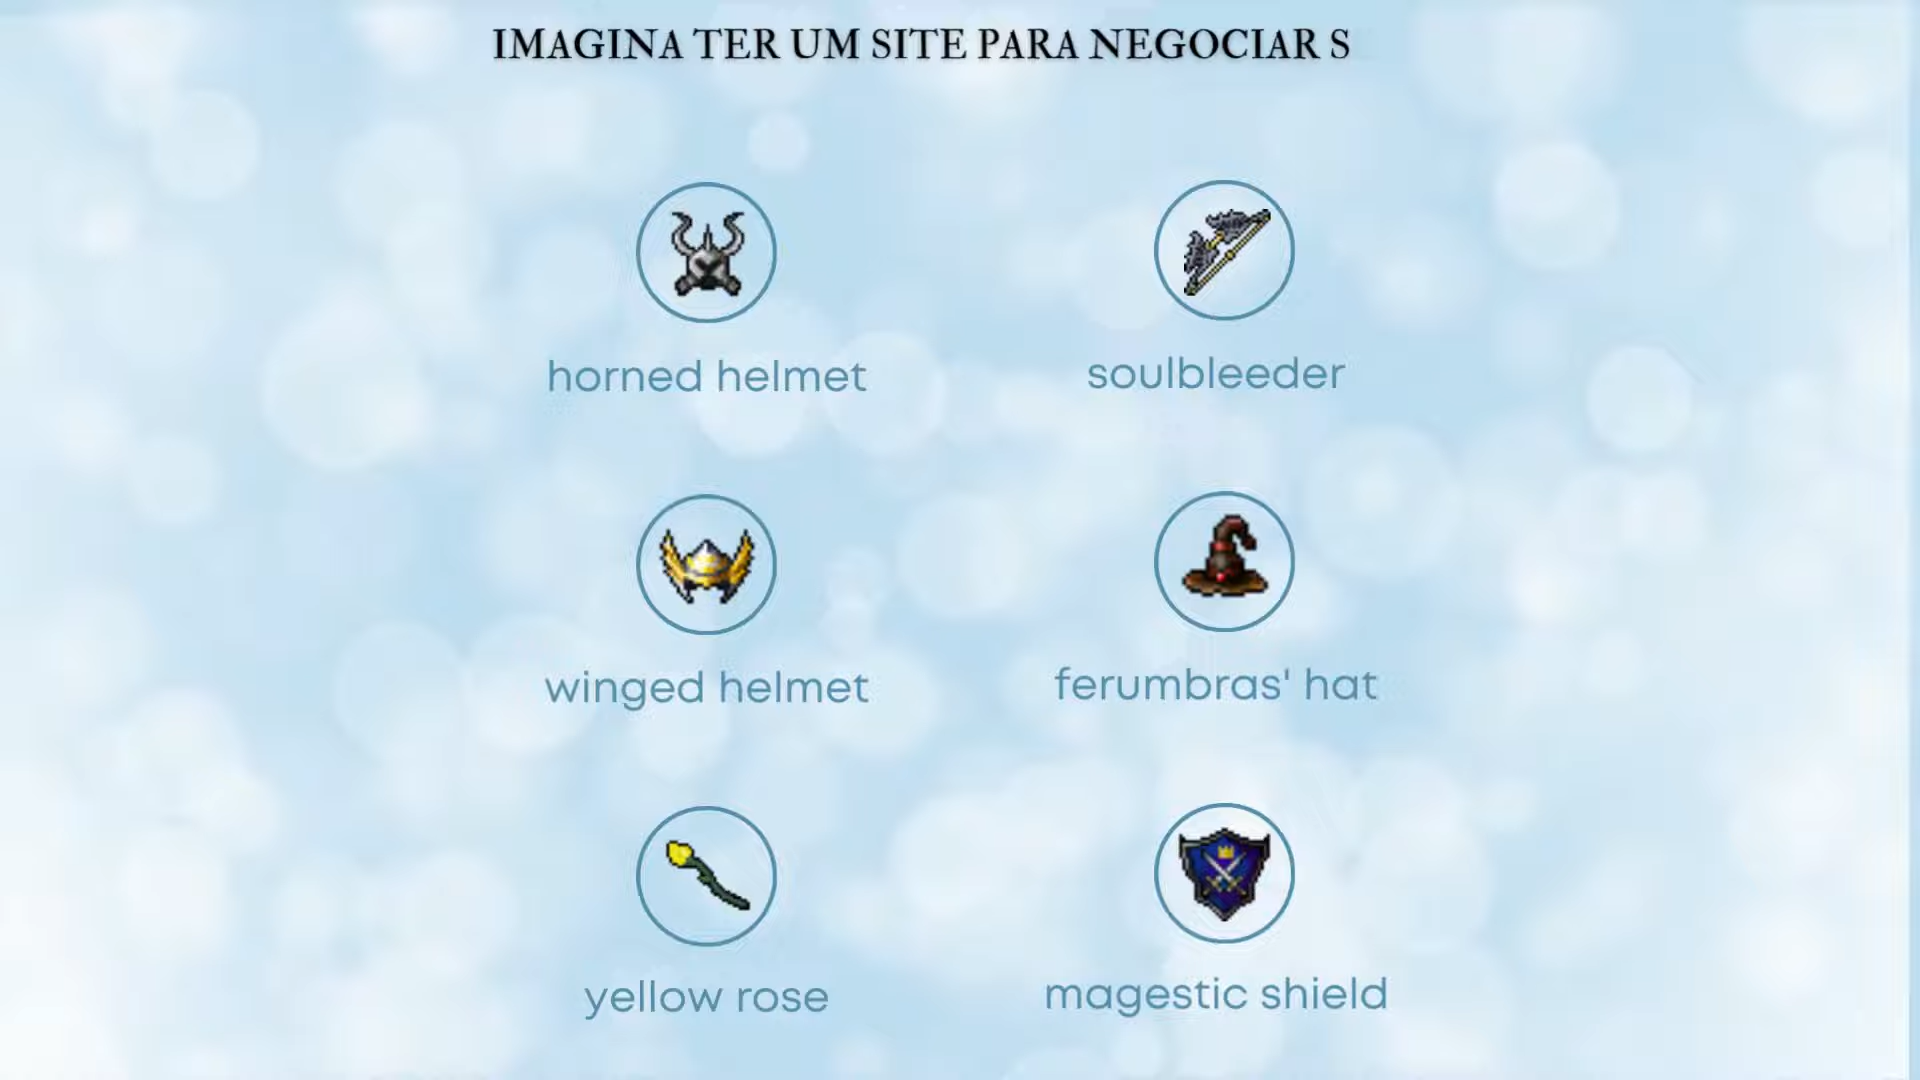 IMAGINA TER UM SITE PARA NEGOCIAR S
horned helmet
soulbleeder
winged helmet
ferumbras' hat
yellow rose
magestic shield